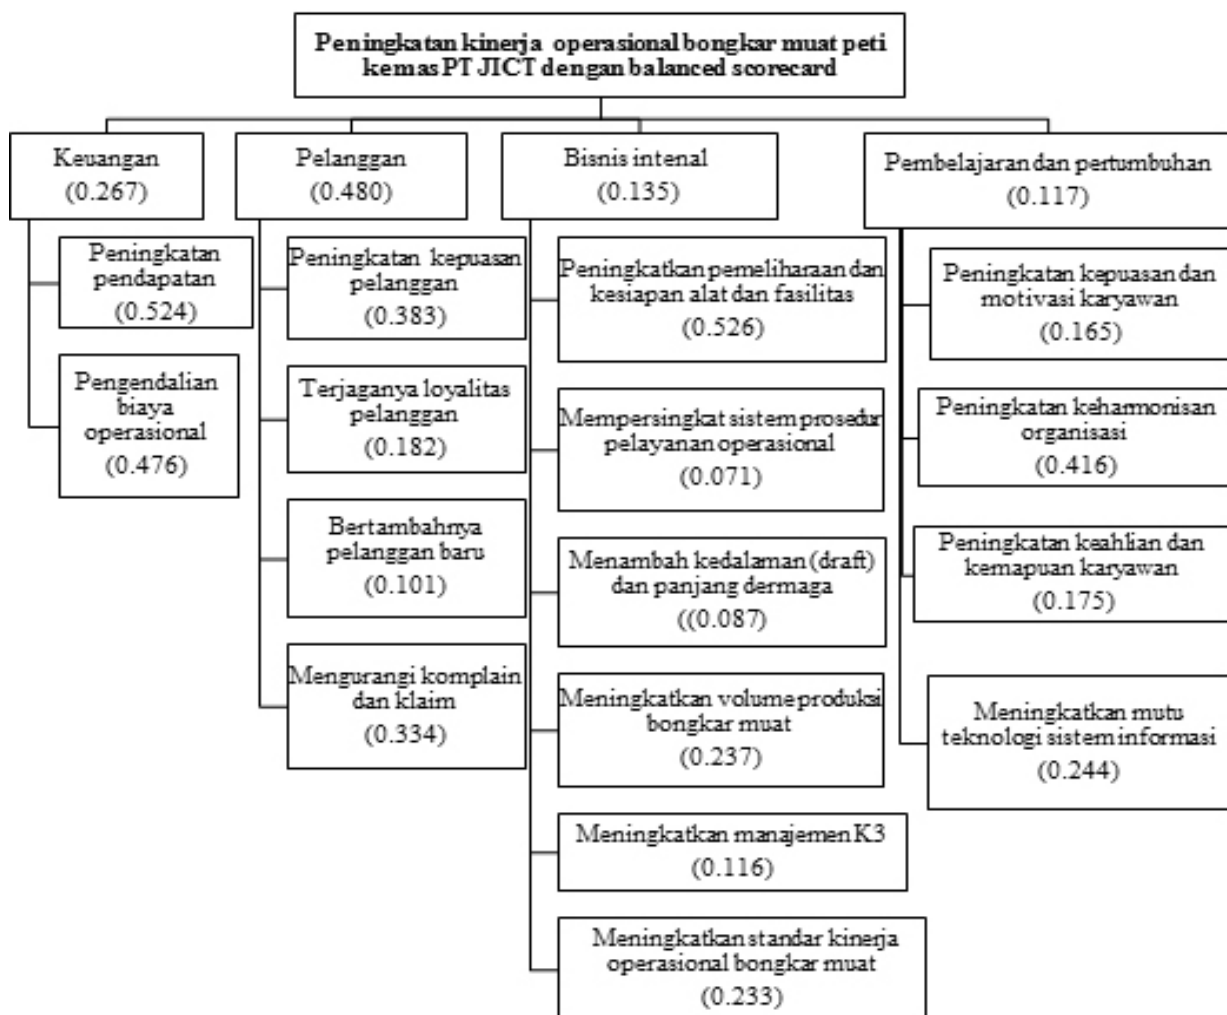 Peningkatan kinerja operasional bongkar muat peti
kemas PT JICT dengan balanced scorecard
Keuangan
(0.267)
Peningkatan
pendapatan
(0.524)
Pengendalian
biaya
operasional
(0.476)
Pelanggan
(0.480)
Peningkatan kepuasan
pelanggan
(0.383)
Terjaganya loyalitas
pelanggan
(0.182)
Bertambahnya
pelanggan baru
(0.101)
Mengurangi komplain
dan klaim
(0.334)
Bisnis intenal
(0.135)
Peningkatkan pemeliharaan dan
kesiapan alat dan fasilitas
(0.526)
Mempersingkat sistem prosedur
pelayanan operasional
(0.071)
Menambah kedalaman (draft)
dan panjang dermaga
((0.087)
Meningkatkan volume produksi
bongkar muat
(0.237)
Meningkatkan manajemen K3
(0.116)
Meningkatkan standar kinerja
operasional bongkar muat
(0.233)
Pembelajaran dan pertumbuhan
(0.117)
Peningkatan kepuasan dan
motivasi karyawan
(0.165)
Peningkatan keharmonisan
organisasi
(0.416)
Peningkatan keahlian dan
kemapuan karyawan
(0.175)
Meningkatkan mutu
teknologi sistem informasi
(0.244)